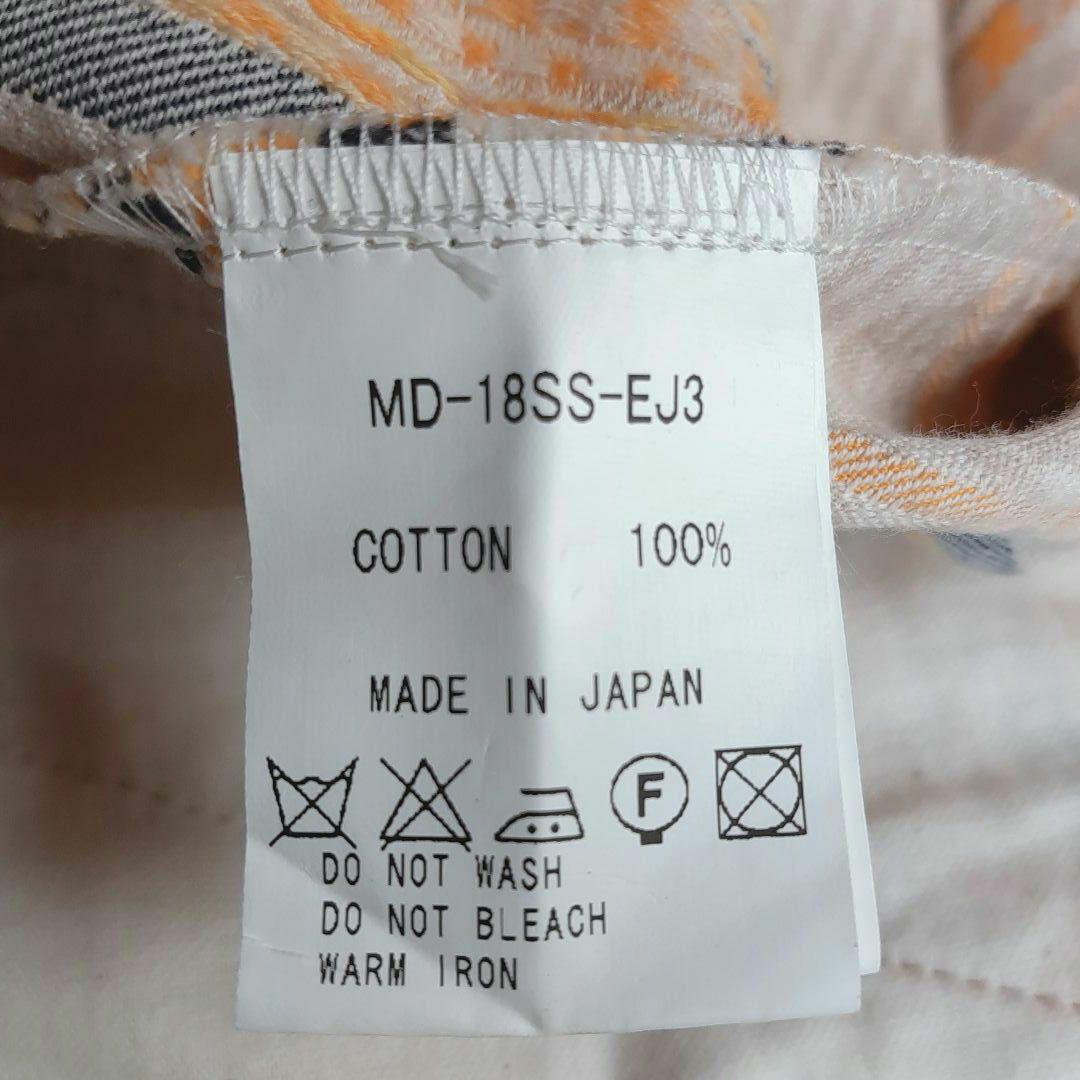 MD-18SS-EJ3
COTTON 100%
MADE IN JAPAN
F
DO NOT WASH
DO NOT BLEACH
WARM IRON